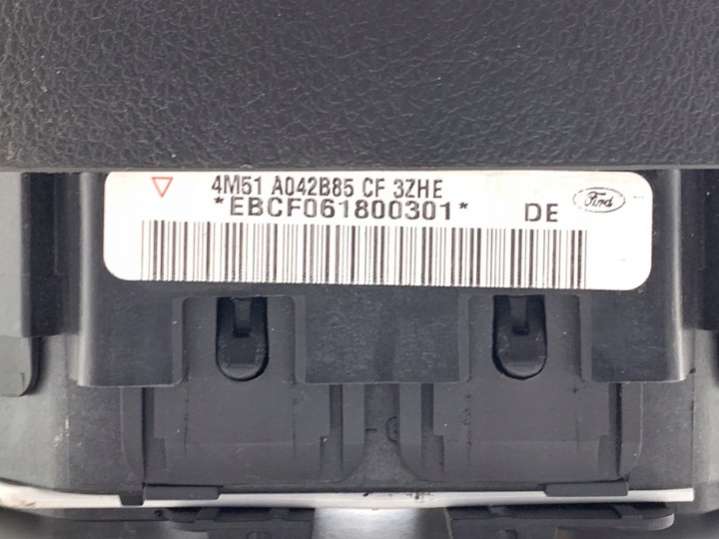 4M51 A042B85 CF 3ZHE
*EBCF061800301* DE Ford